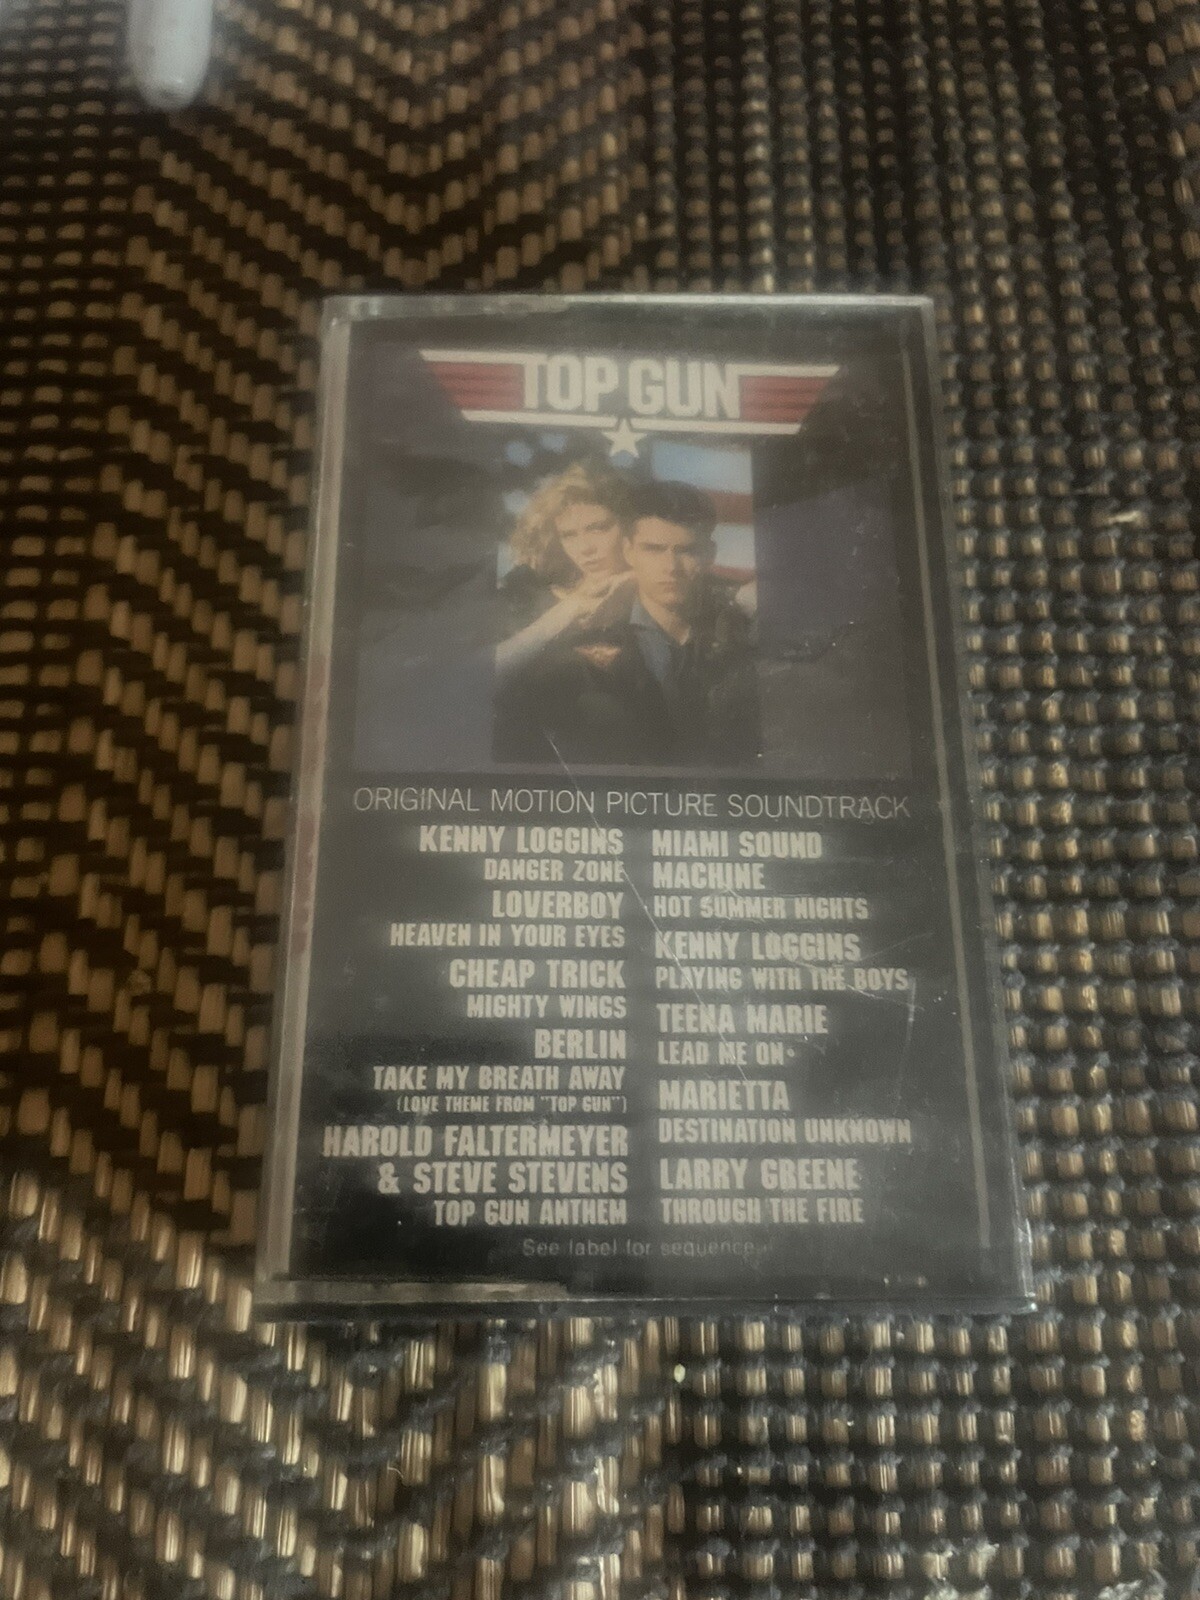 TOP GUN
ORIGINAL MOTION PICTURE SOUNDTRACK
KENNY LOGGINS
DANGER ZONE
LOVERBOY
HEAVEN IN YOUR EYES
CHEAP TRICK
MIGHTY WINGS
BERLIN
TAKE MY BREATH AWAY
(LOVE THEME FROM "TOP GUN")
HAROLD FALTERMEYER
& STEVE STEVENS
TOP GUN ANTHEM
MIAMI SOUND
MACHINE
HOT SUMMER NIGHTS
KENNY LOGGINS
PLAYING WITH THE BOYS
TEENA MARIE
LEAD ME ON
MARIETTA
DESTINATION UNKNOWN
LARRY GREENE
THROUGH THE FIRE
See label for sequence